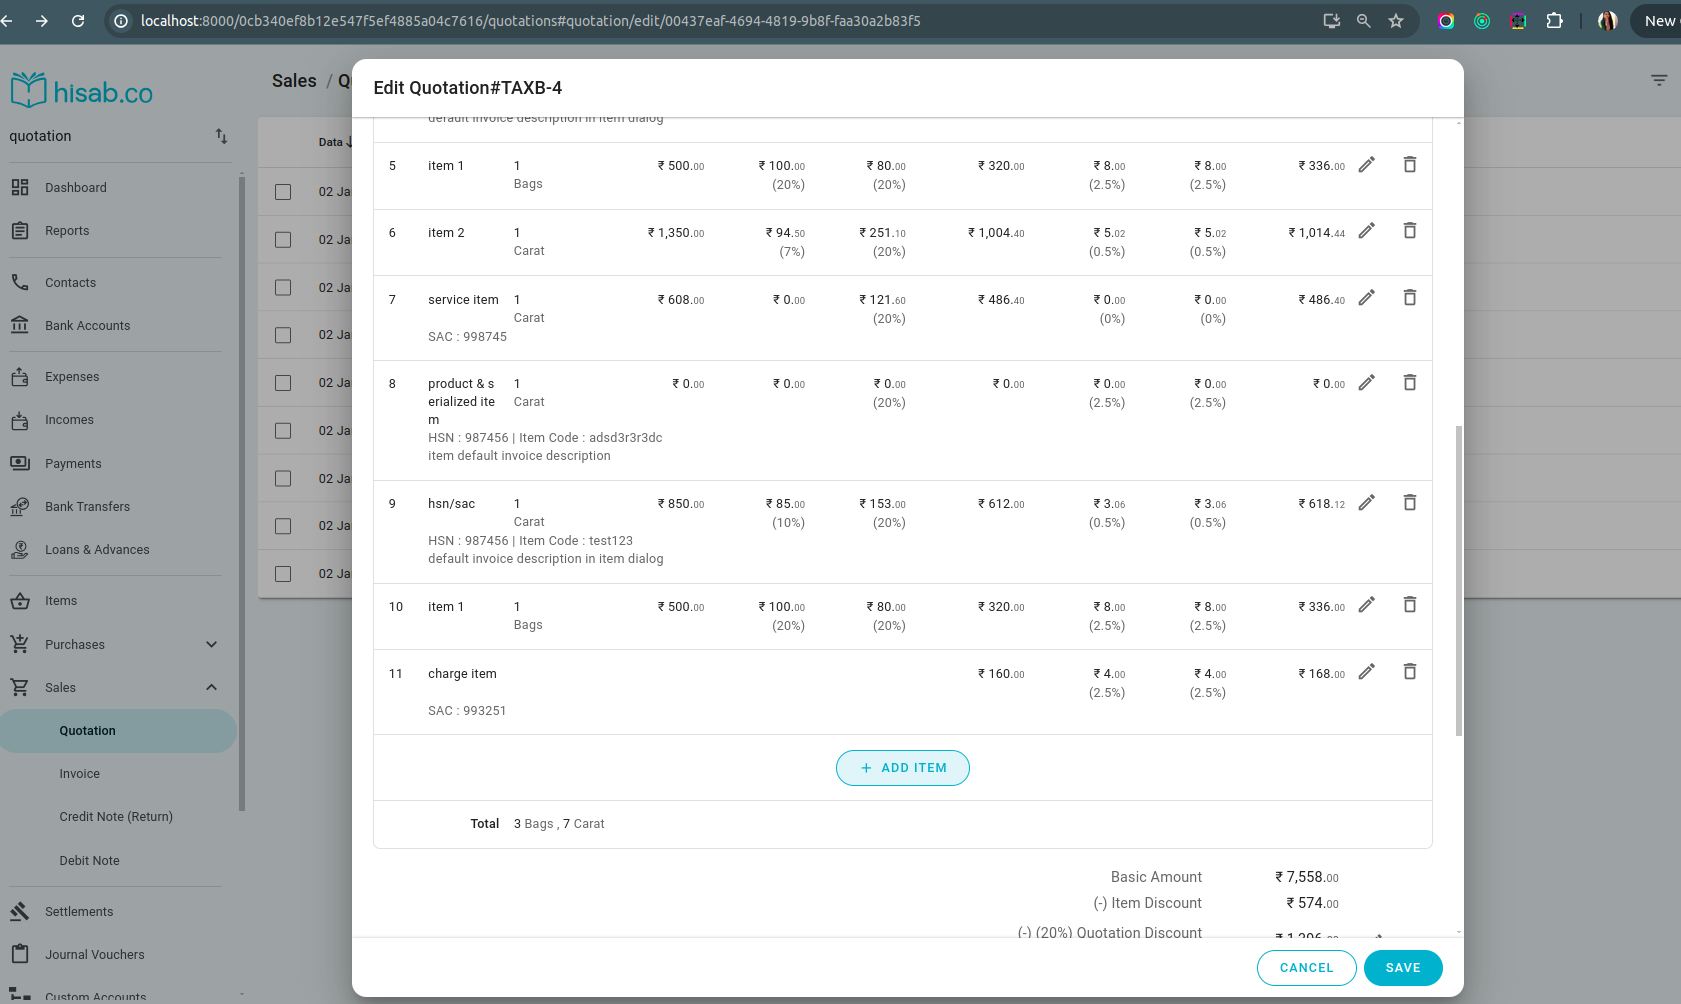 localhost:8000/0cb340ef8b12e547f5ef4885a04c7616/quotations#quotation/edit/00437eaf-4694-4819-9b8f-faa30a2b83f5
New
hisab.co
quotation
Dashboard
Reports
Contacts
Bank Accounts
Expenses
Incomes
Payments
Bank Transfers
Loans & Advances
Items
Purchases
Sales
Quotation
Invoice
Credit Note (Return)
Debit Note
Settlements
Journal Vouchers
Custom Accounts
Sales / Q
Data
02 Ja
02 Ja
02 Ja
02 Ja
02 Ja
02 Ja
02 Ja
02 Ja
02 Ja
Edit Quotation#TAXB-4
default invoice description in item dialog
5 item 1 1 ₹ 500.00 ₹ 100.00 ₹ 80.00 ₹ 320.00 ₹ 8.00 ₹ 8.00 ₹ 336.00
Bags (20%) (20%) (2.5%) (2.5%)
6 item 2 1 ₹ 1,350.00 ₹ 94.50 ₹ 251.10 ₹ 1,004.40 ₹ 5.02 ₹ 5.02 ₹ 1,014.44
Carat (7%) (20%) (0.5%) (0.5%)
7 service item 1 ₹ 608.00 ₹ 0.00 ₹ 121.60 ₹ 486.40 ₹ 0.00 ₹ 0.00 ₹ 486.40
Carat (20%) (0%) (0%)
SAC : 998745
8 product & s 1 ₹ 0.00 ₹ 0.00 ₹ 0.00 ₹ 0.00 ₹ 0.00 ₹ 0.00 ₹ 0.00
erialized ite Carat (20%) (2.5%) (2.5%)
m
HSN : 987456 | Item Code : adsd3r3r3dc
item default invoice description
9 hsn/sac 1 ₹ 850.00 ₹ 85.00 ₹ 153.00 ₹ 612.00 ₹ 3.06 ₹ 3.06 ₹ 618.12
Carat (10%) (20%) (0.5%) (0.5%)
HSN : 987456 | Item Code : test123
default invoice description in item dialog
10 item 1 1 ₹ 500.00 ₹ 100.00 ₹ 80.00 ₹ 320.00 ₹ 8.00 ₹ 8.00 ₹ 336.00
Bags (20%) (20%) (2.5%) (2.5%)
11 charge item ₹ 160.00 ₹ 4.00 ₹ 4.00 ₹ 168.00
(2.5%) (2.5%)
SAC : 993251
+ ADD ITEM
Total 3 Bags , 7 Carat
Basic Amount ₹ 7,558.00
(-) Item Discount ₹ 574.00
(-) (20%) Quotation Discount
CANCEL SAVE